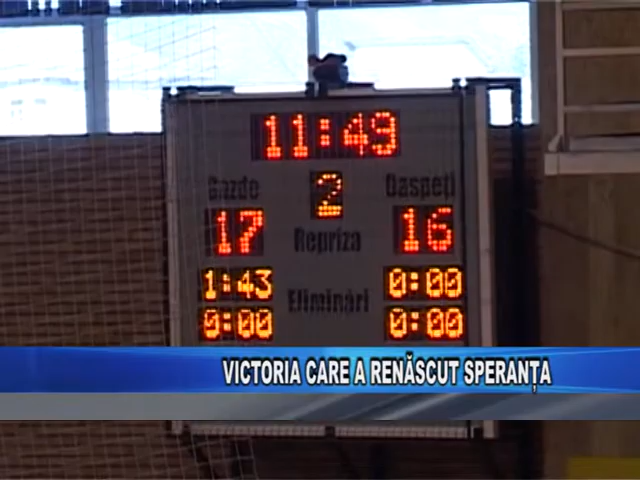 11:49
Gazde 2 Oaspeti
17 Repriza 16
1:43 Eliminări 0:00
0:00 0:00
VICTORIA CARE A RENĂSCUT SPERANȚA